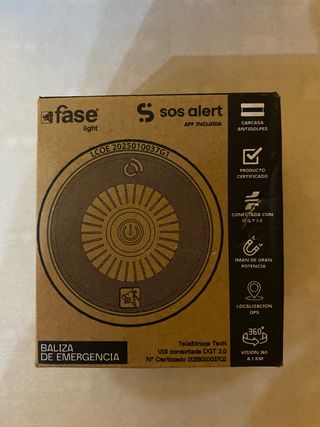 fase®
light
sos alert
APP INCLUIDA
LCOE 2025010037G1
CARCASA
ANTIGOLPES
PRODUCTO
CERTIFICADO
CONECTADA CON
DGT 3.0
IMÁN DE GRAN
POTENCIA
LOCALIZACIÓN
GPS
360º
VISIÓN 360
A 1 KM
BALIZA
DE EMERGENCIA
Telefónica Tech
V16 conectada DGT 3.0
Nº Certificado 2025010037G1